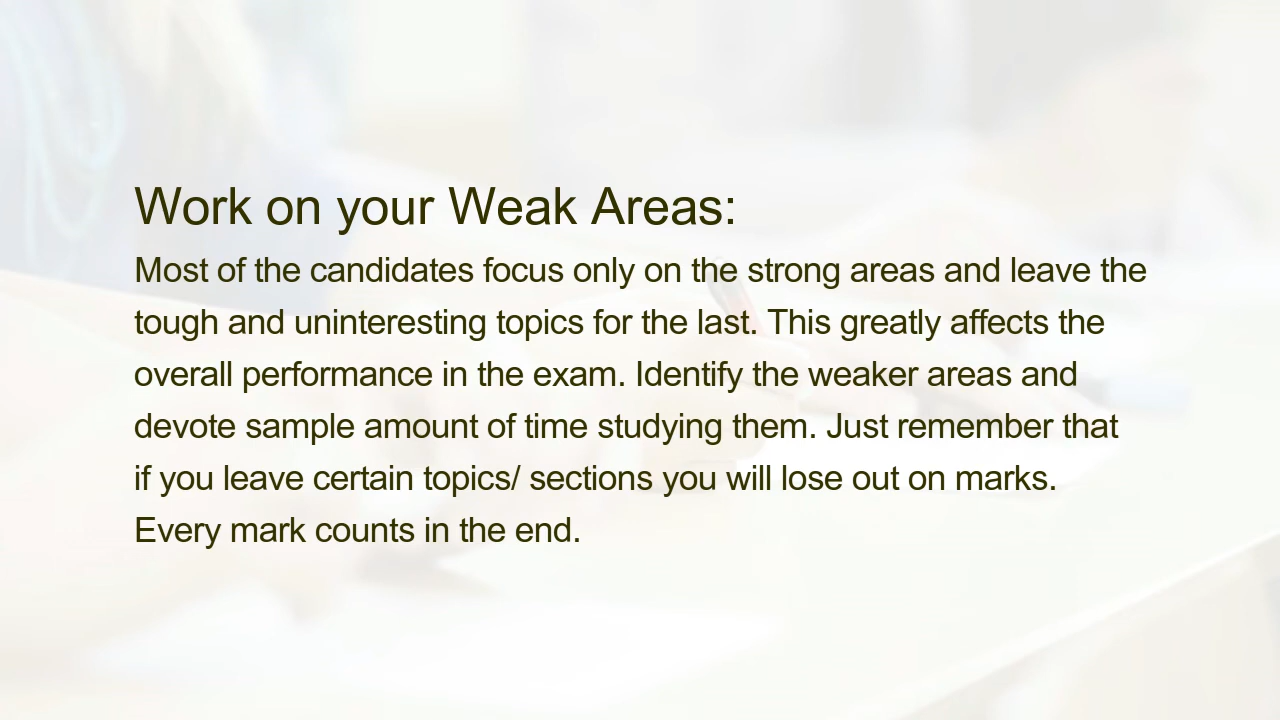 Work on your Weak Areas:
Most of the candidates focus only on the strong areas and leave the
tough and uninteresting topics for the last. This greatly affects the
overall performance in the exam. Identify the weaker areas and
devote sample amount of time studying them. Just remember that
if you leave certain topics/ sections you will lose out on marks.
Every mark counts in the end.